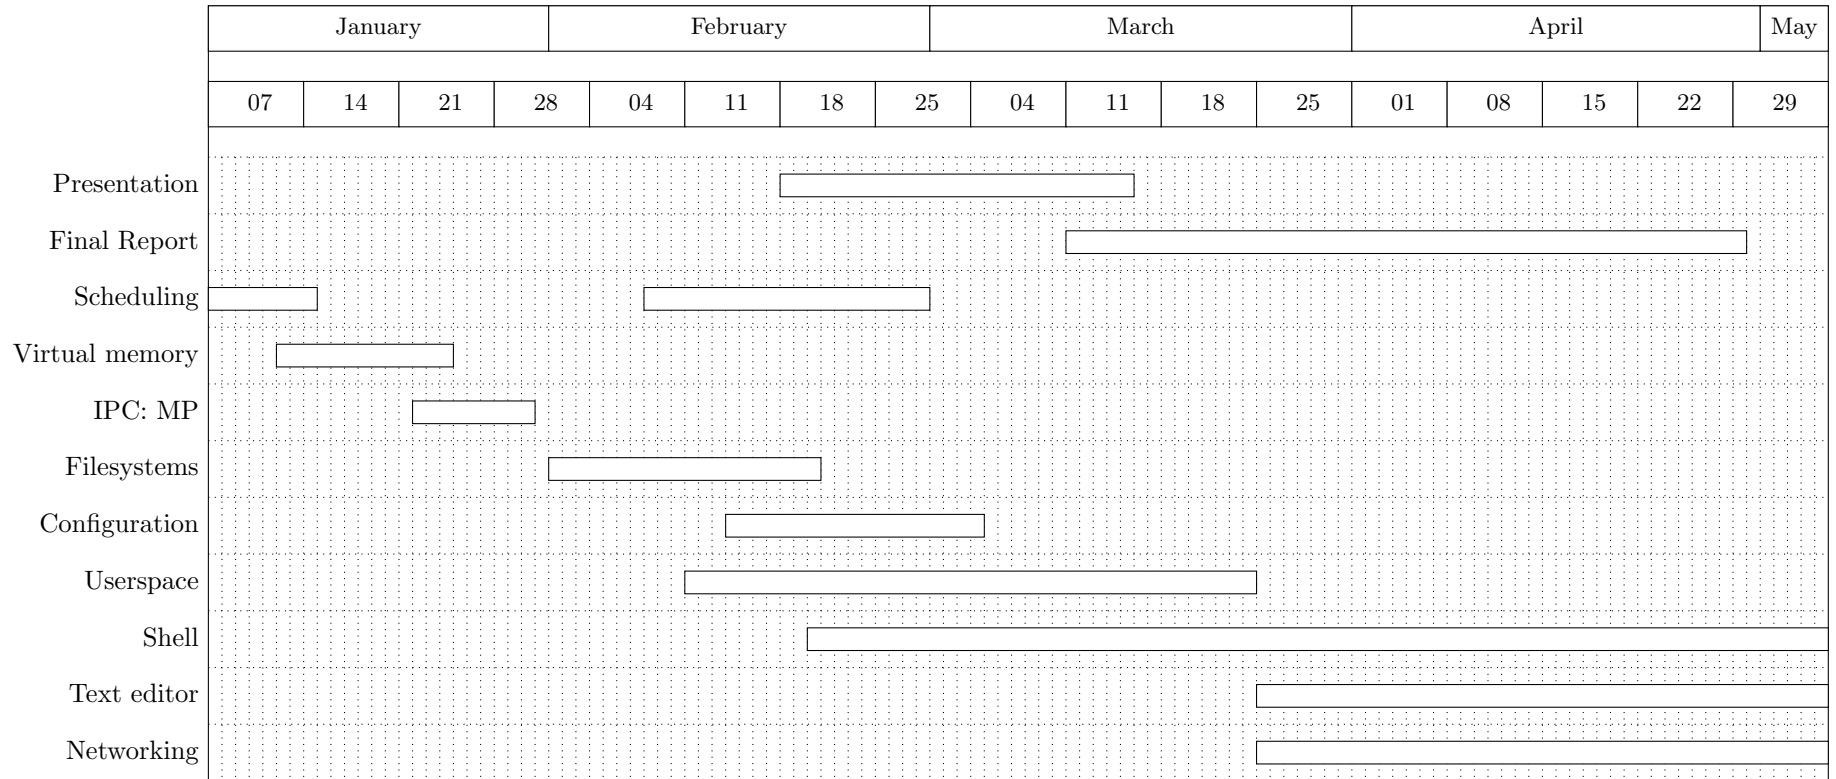 January February March April May
07 14 21 28 04 11 18 25 04 11 18 25 01 08 15 22 29
Presentation
Final Report
Scheduling
Virtual memory
IPC: MP
Filesystems
Configuration
Userspace
Shell
Text editor
Networking